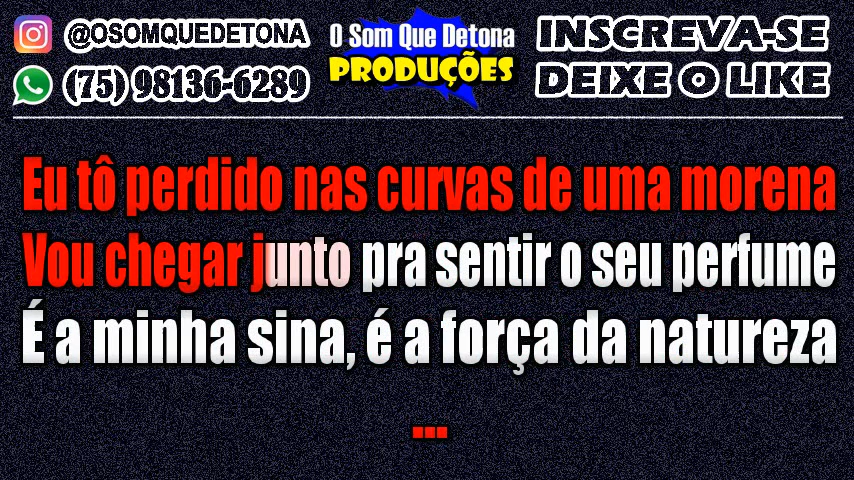 @OSOMQUEDETONA
(75) 98136-6289
O Som Que Detona
PRODUÇÕES
INSCREVA-SE
DEIXE O LIKE
Eu tô perdido nas curvas de uma morena
Vou chegar junto pra sentir o seu perfume
É a minha sina, é a força da natureza
...